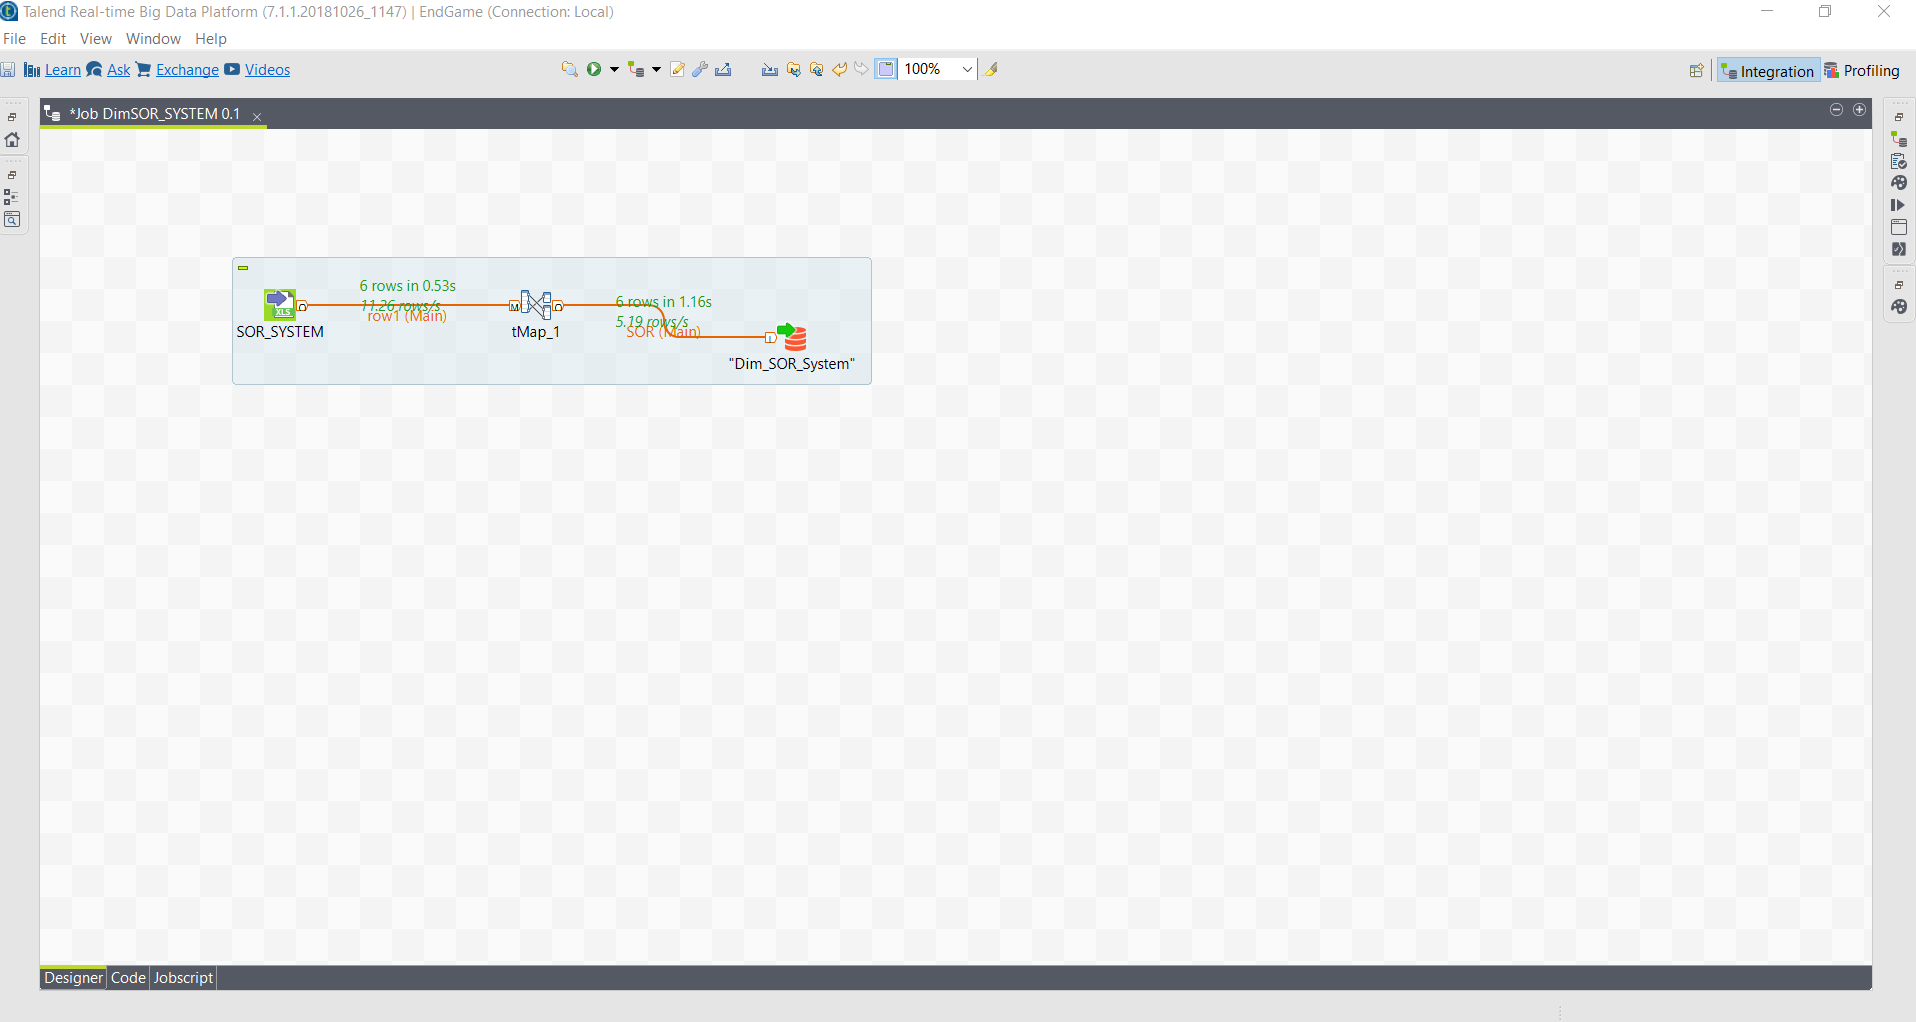 Talend Real-time Big Data Platform (7.1.1.20181026_1147) | EndGame (Connection: Local)
File Edit View Window Help
Learn Ask Exchange Videos 100% Integration Profiling
*Job DimSOR_SYSTEM 0.1
6 rows in 0.53s
11.26 rows/s
row1 (Main)
6 rows in 1.16s
5.19 rows/s
SOR (Main)
XLS
SOR_SYSTEM
M
tMap_1
"Dim_SOR_System"
Designer Code Jobscript